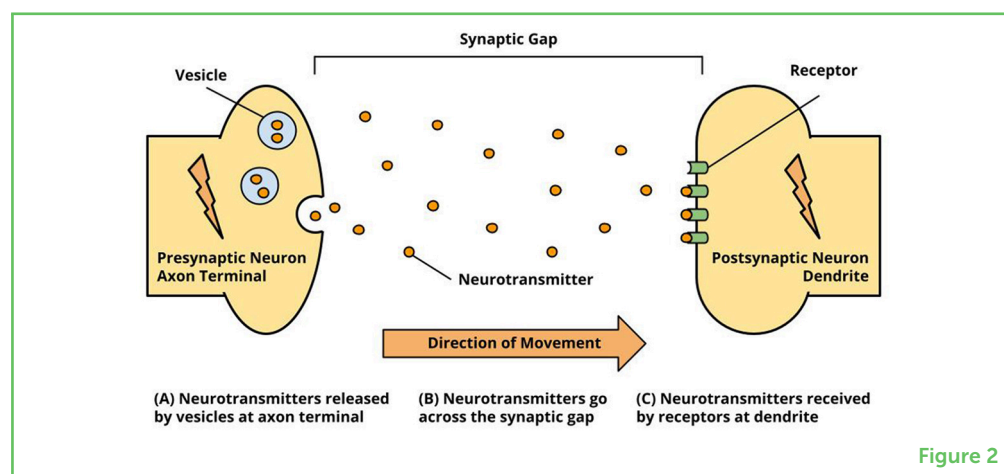 Synaptic Gap
Vesicle
Receptor
Presynaptic Neuron
Axon Terminal
Postsynaptic Neuron
Dendrite
Neurotransmitter
Direction of Movement
(A) Neurotransmitters released
by vesicles at axon terminal
(B) Neurotransmitters go
across the synaptic gap
(C) Neurotransmitters received
by receptors at dendrite
Figure 2